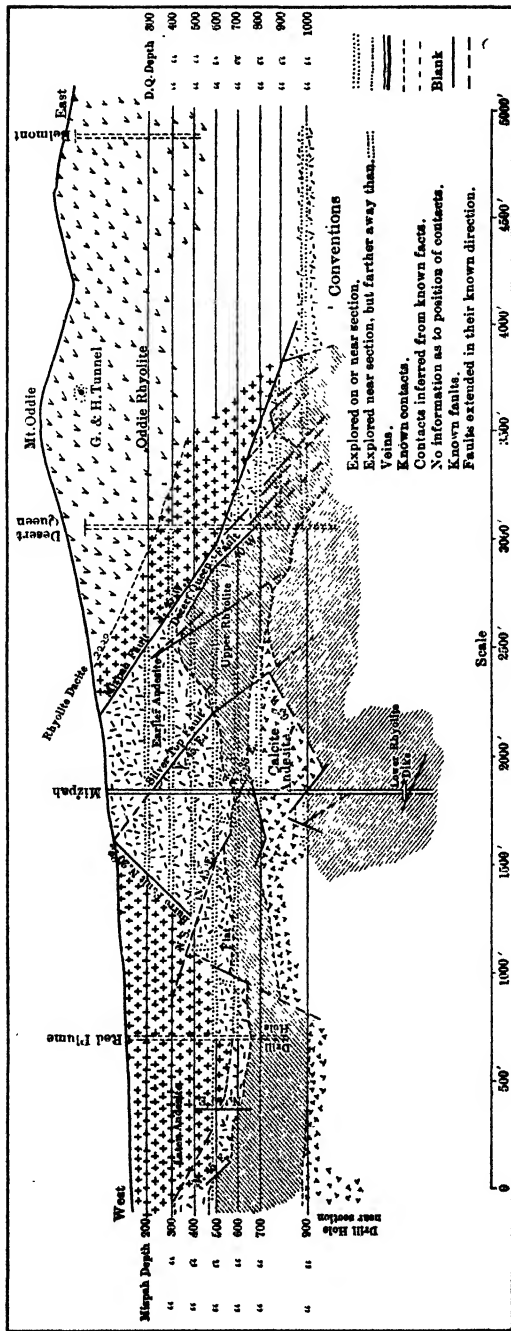 West
East
Mt. Oddie
Mizpah Depth 200
" 300
" 400
" 500
" 600
" 700
" 900
D.Q. Depth 300
" 400
" 500
" 600
" 700
" 800
" 900
" 1000
Red Plume
Mizpah
Desert
Queen
Belmont
G. & H. Tunnel
Oddie Rhyolite
Rhyolite Dacite
Mizpah Fault
Earlier Andesite
Later Andesite
Upper Rhyolite
Calcite
Andesite
Flat
Drill
Hole
Lower Rhyolite
Dike
Drill Hole
near section
Conventions
Explored on or near section.
Explored near section, but farther away than.
Veins.
Known contacts.
Contacts inferred from known facts.
No information as to position of contacts. Blank
Known faults.
Faults extended in their known direction.
0 500' 1000' 1500' 2000' 2500' 3000' 3500' 4000' 4500' 5000'
Scale